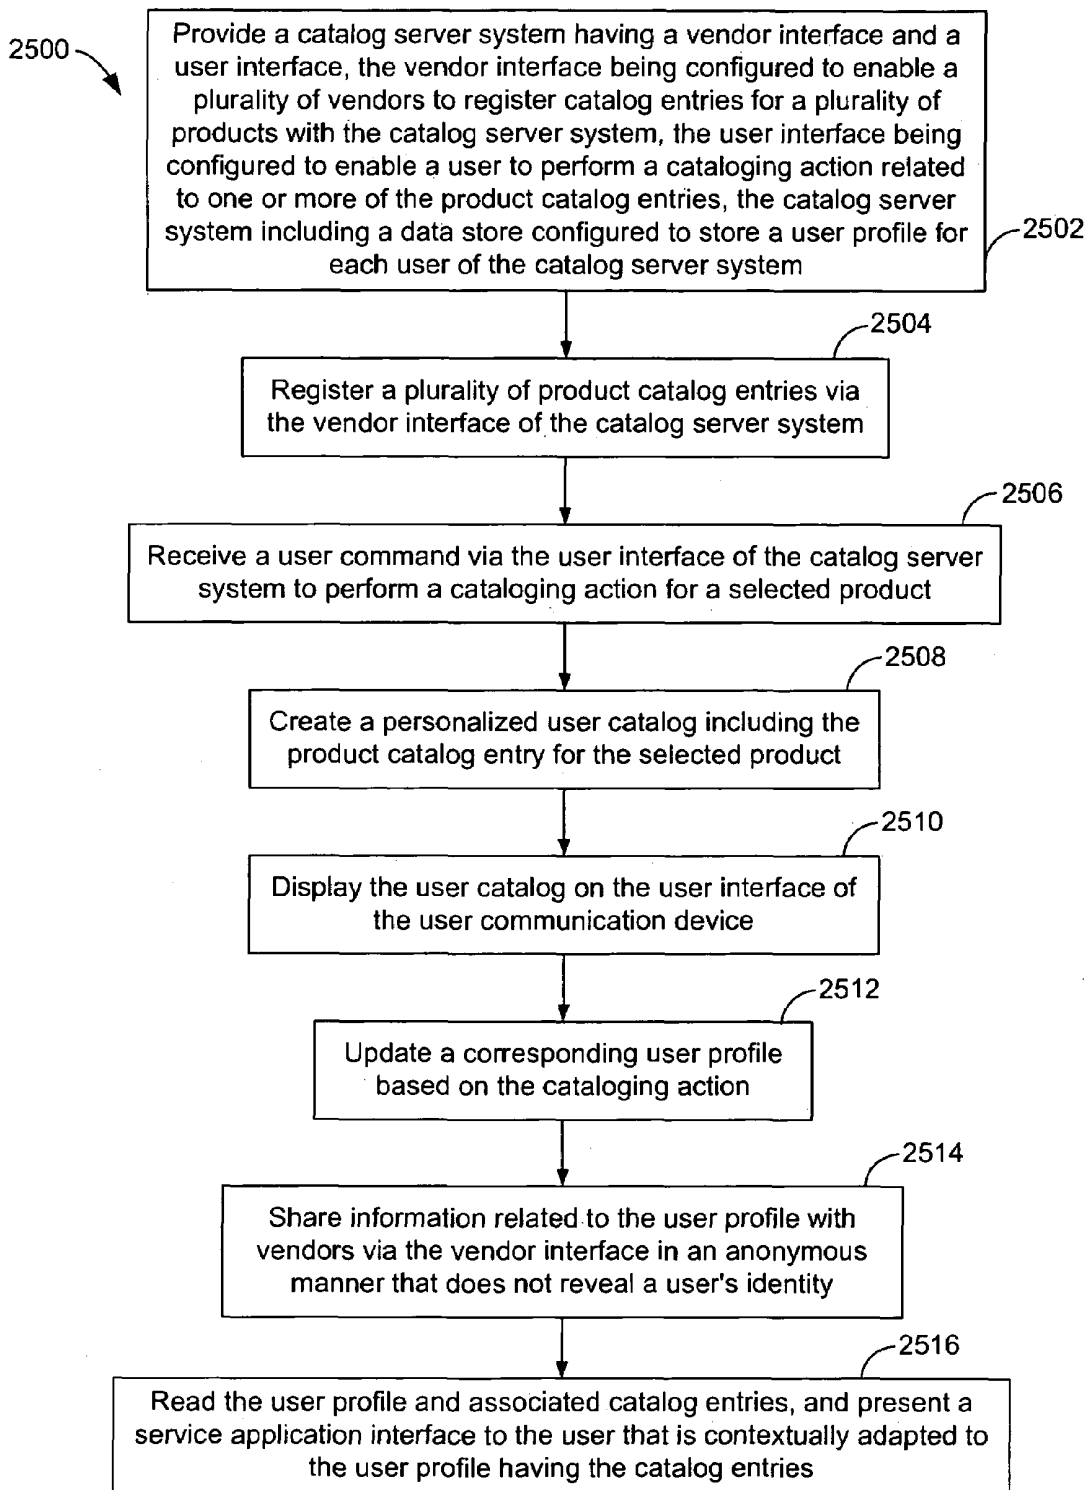 2500
Provide a catalog server system having a vendor interface and a
user interface, the vendor interface being configured to enable a
plurality of vendors to register catalog entries for a plurality of
products with the catalog server system, the user interface being
configured to enable a user to perform a cataloging action related
to one or more of the product catalog entries, the catalog server
system including a data store configured to store a user profile for
each user of the catalog server system
2502
2504
Register a plurality of product catalog entries via
the vendor interface of the catalog server system
2506
Receive a user command via the user interface of the catalog server
system to perform a cataloging action for a selected product
2508
Create a personalized user catalog including the
product catalog entry for the selected product
2510
Display the user catalog on the user interface of
the user communication device
2512
Update a corresponding user profile
based on the cataloging action
2514
Share information related to the user profile with
vendors via the vendor interface in an anonymous
manner that does not reveal a user's identity
2516
Read the user profile and associated catalog entries, and present a
service application interface to the user that is contextually adapted to
the user profile having the catalog entries